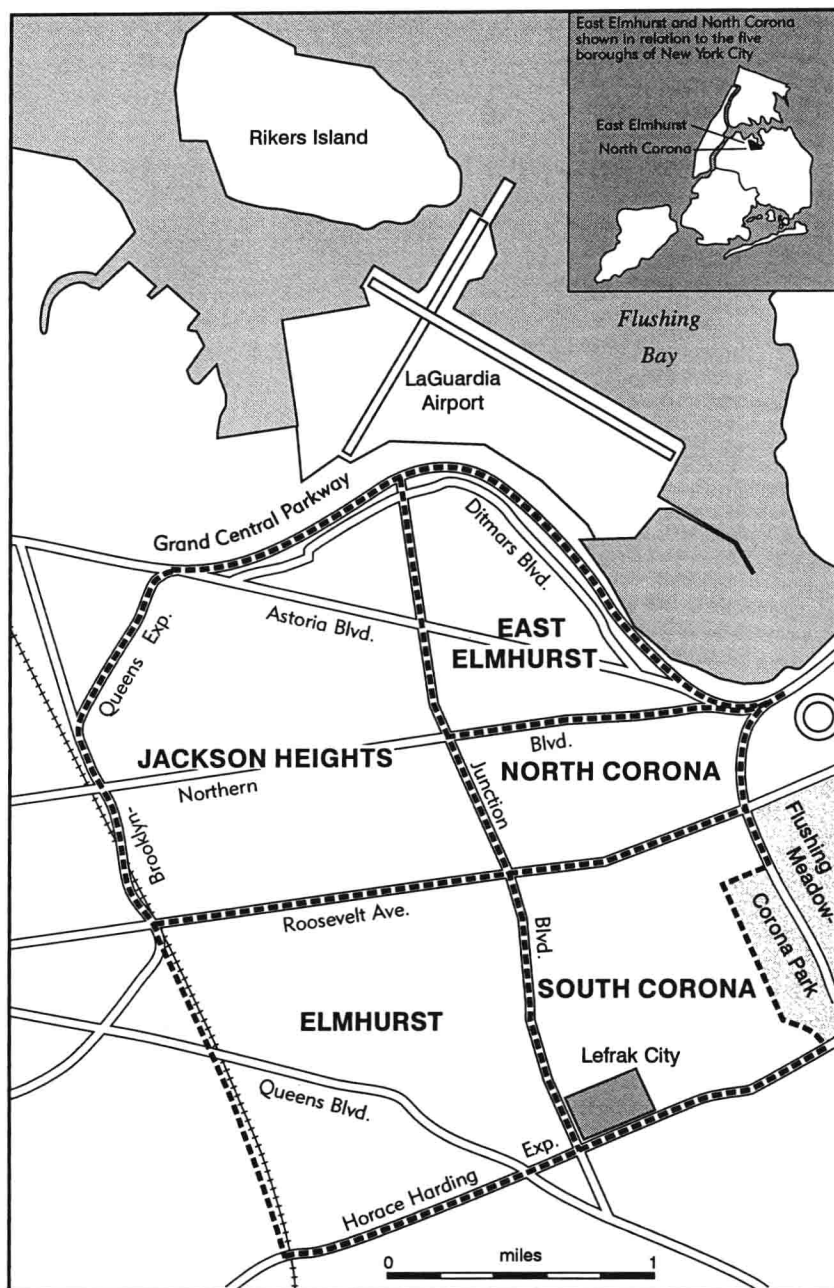 East Elmhurst and North Corona
shown in relation to the five
boroughs of New York City
East Elmhurst
North Corona
Rikers Island
Flushing
Bay
LaGuardia
Airport
Grand Central Parkway
Ditmars Blvd.
Queens Exp.
Astoria Blvd.
EAST
ELMHURST
JACKSON HEIGHTS
Blvd.
NORTH CORONA
Northern
Junction
Brooklyn-
Flushing
Meadow-
Roosevelt Ave.
Blvd.
Corona Park
SOUTH CORONA
ELMHURST
Lefrak City
Queens Blvd.
Exp.
Horace Harding
0 miles 1